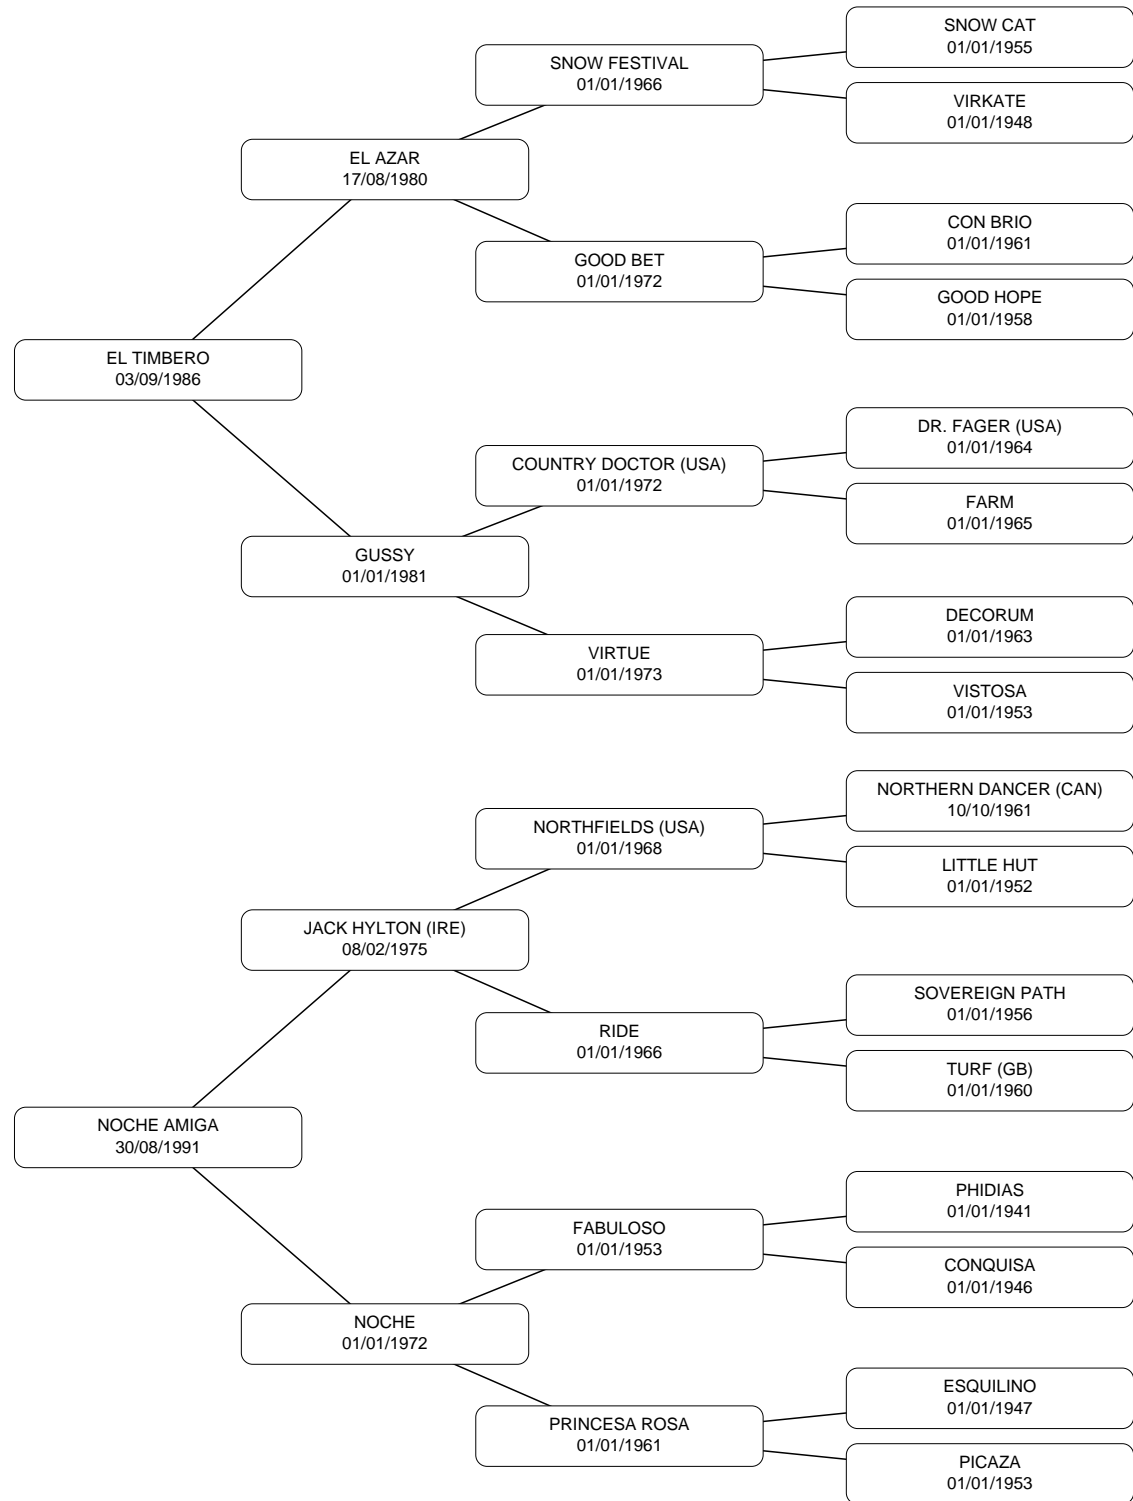 SNOW CAT
01/01/1955
SNOW FESTIVAL
01/01/1966
VIRKATE
01/01/1948
EL AZAR
17/08/1980
CON BRIO
01/01/1961
GOOD BET
01/01/1972
GOOD HOPE
01/01/1958
EL TIMBERO
03/09/1986
DR. FAGER (USA)
01/01/1964
COUNTRY DOCTOR (USA)
01/01/1972
FARM
01/01/1965
GUSSY
01/01/1981
DECORUM
01/01/1963
VIRTUE
01/01/1973
VISTOSA
01/01/1953
NORTHERN DANCER (CAN)
10/10/1961
NORTHFIELDS (USA)
01/01/1968
LITTLE HUT
01/01/1952
JACK HYLTON (IRE)
08/02/1975
SOVEREIGN PATH
01/01/1956
RIDE
01/01/1966
TURF (GB)
01/01/1960
NOCHE AMIGA
30/08/1991
PHIDIAS
01/01/1941
FABULOSO
01/01/1953
CONQUISA
01/01/1946
NOCHE
01/01/1972
ESQUILINO
01/01/1947
PRINCESA ROSA
01/01/1961
PICAZA
01/01/1953